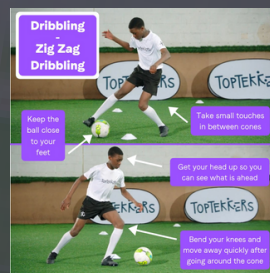 Dribbling
-
Zig Zag
Dribbling
TOPTEKKERS
Take small touches
in between cones
Keep the
ball close
to your
feet
Get your head up so you
can see what is ahead
TOPTEKKERS
Bend your knees and
move away quickly after
going around the cone